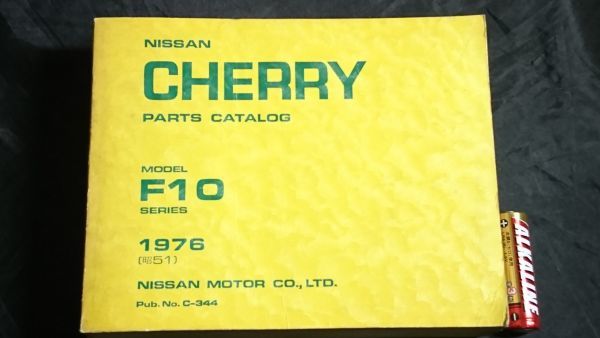 NISSAN
CHERRY
PARTS CATALOG
MODEL
F10
SERIES
1976
[昭51]
NISSAN MOTOR CO., LTD.
Pub. No. C-344
ALKALINE